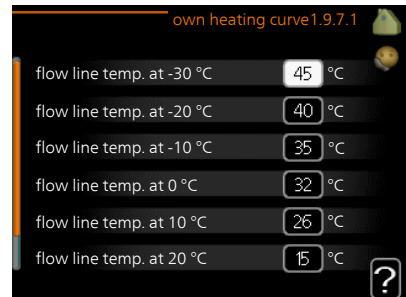 own heating curve1.9.7.1
flow line temp. at -30 °C 45 °C
flow line temp. at -20 °C 40 °C
flow line temp. at -10 °C 35 °C
flow line temp. at 0 °C 32 °C
flow line temp. at 10 °C 26 °C
flow line temp. at 20 °C 15 °C
?